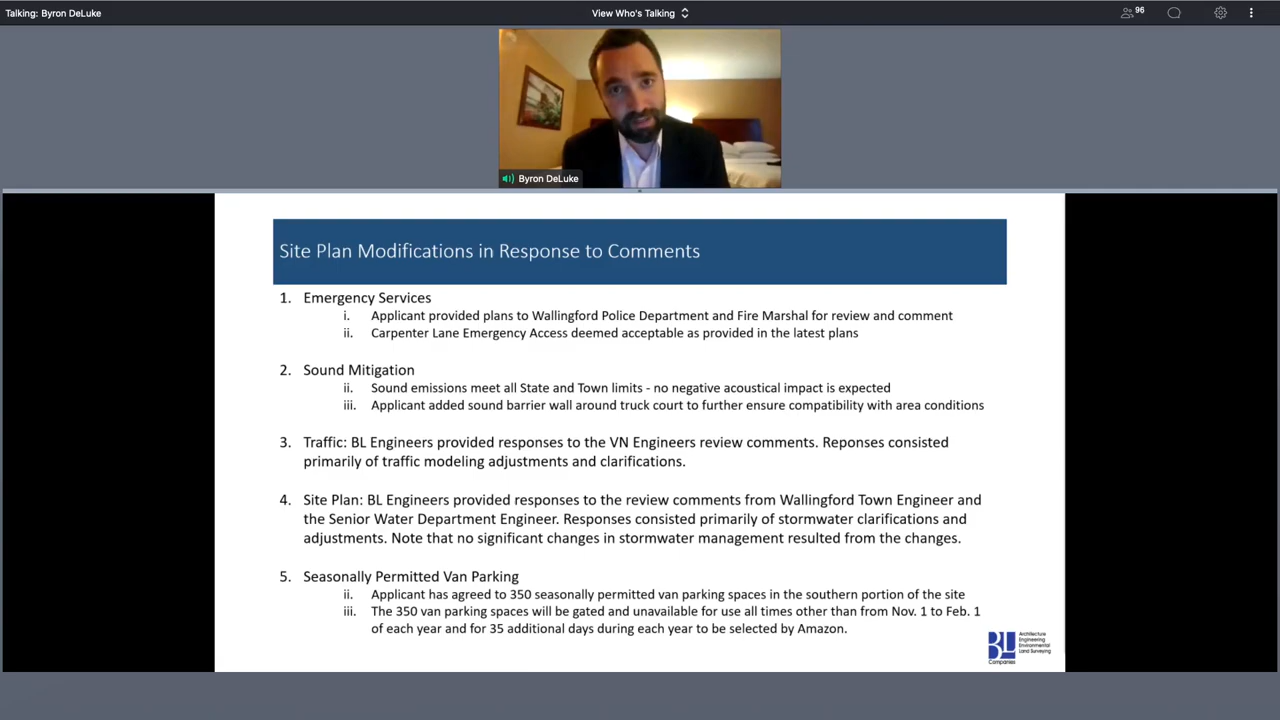 Talking: Byron DeLuke
View Who's Talking
96
Byron DeLuke
Site Plan Modifications in Response to Comments
1. Emergency Services
i. Applicant provided plans to Wallingford Police Department and Fire Marshal for review and comment
ii. Carpenter Lane Emergency Access deemed acceptable as provided in the latest plans
2. Sound Mitigation
ii. Sound emissions meet all State and Town limits - no negative acoustical impact is expected
iii. Applicant added sound barrier wall around truck court to further ensure compatibility with area conditions
3. Traffic: BL Engineers provided responses to the VN Engineers review comments. Reponses consisted
primarily of traffic modeling adjustments and clarifications.
4. Site Plan: BL Engineers provided responses to the review comments from Wallingford Town Engineer and
the Senior Water Department Engineer. Responses consisted primarily of stormwater clarifications and
adjustments. Note that no significant changes in stormwater management resulted from the changes.
5. Seasonally Permitted Van Parking
ii. Applicant has agreed to 350 seasonally permitted van parking spaces in the southern portion of the site
iii. The 350 van parking spaces will be gated and unavailable for use all times other than from Nov. 1 to Feb. 1
of each year and for 35 additional days during each year to be selected by Amazon.
BL
Companies
Architecture
Engineering
Environmental
Land Surveying